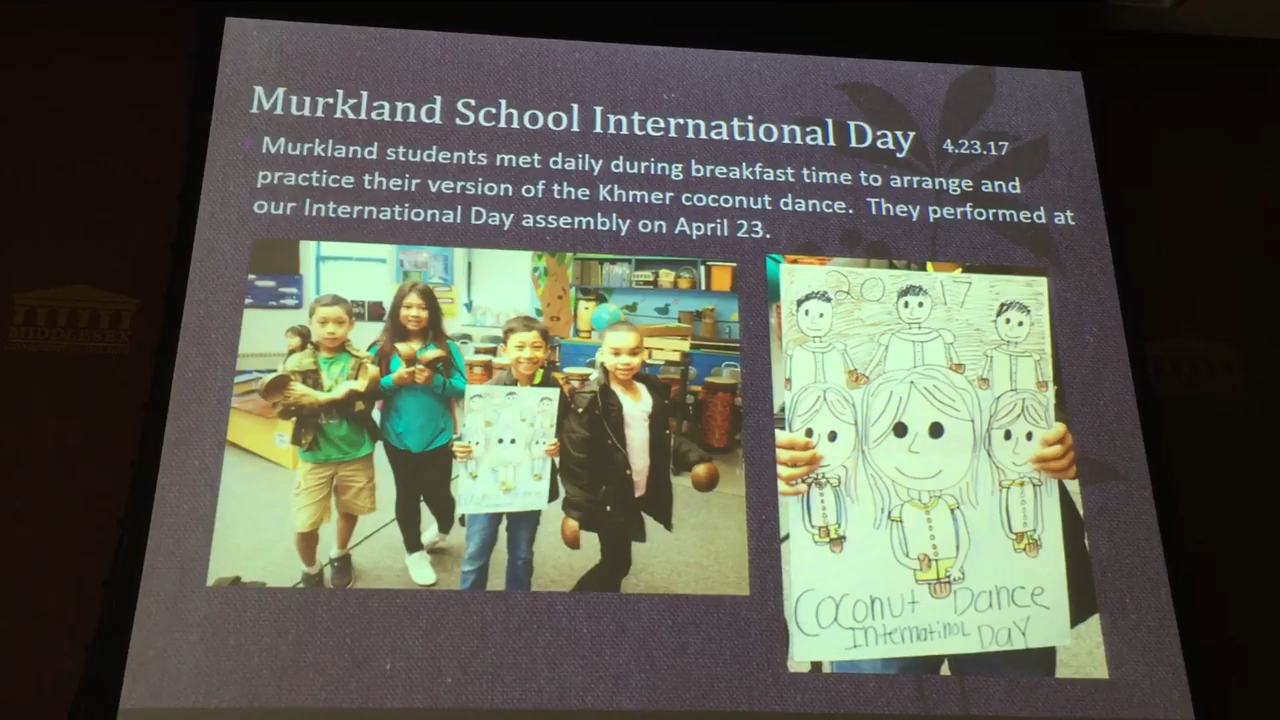 Murkland School International Day 4.23.17
Murkland students met daily during breakfast time to arrange and
practice their version of the Khmer coconut dance. They performed at
our International Day assembly on April 23.
2017
Coconut Dance
Internatinol Day
MIDDLESEX